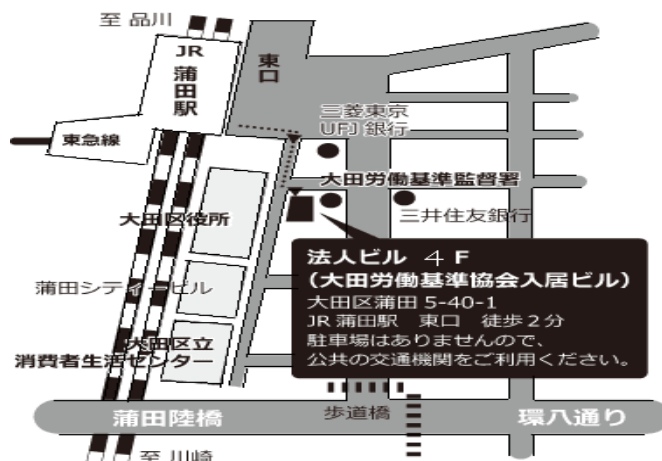 至 品川
JR
蒲田駅
東口
東急線
三菱東京
UFJ 銀行
大田労働基準監督署
大田区役所
三井住友銀行
蒲田シティービル
大田区立
消費者生活センター
法人ビル 4 F
(大田労働基準協会入居ビル)
大田区蒲田 5-40-1
JR 蒲田駅 東口 徒歩2分
駐車場はありませんので、
公共の交通機関をご利用ください。
歩道橋
蒲田陸橋
環八通り
至 川崎